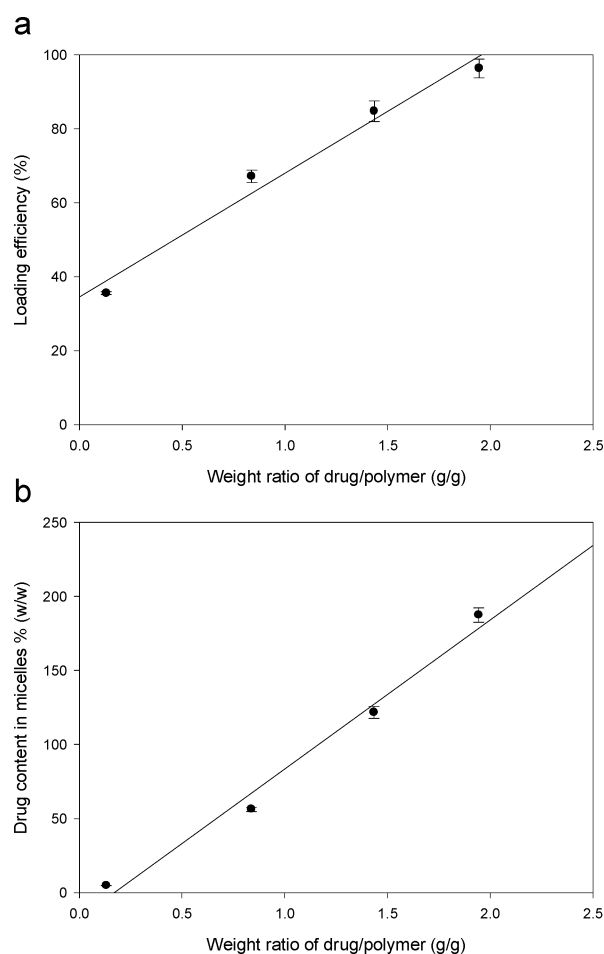 a
100
80
60
40
20
0
Loading efficiency (%)
0.0 0.5 1.0 1.5 2.0 2.5
Weight ratio of drug/polymer (g/g)
b
250
200
150
100
50
0
Drug content in micelles % (w/w)
0.0 0.5 1.0 1.5 2.0 2.5
Weight ratio of drug/polymer (g/g)